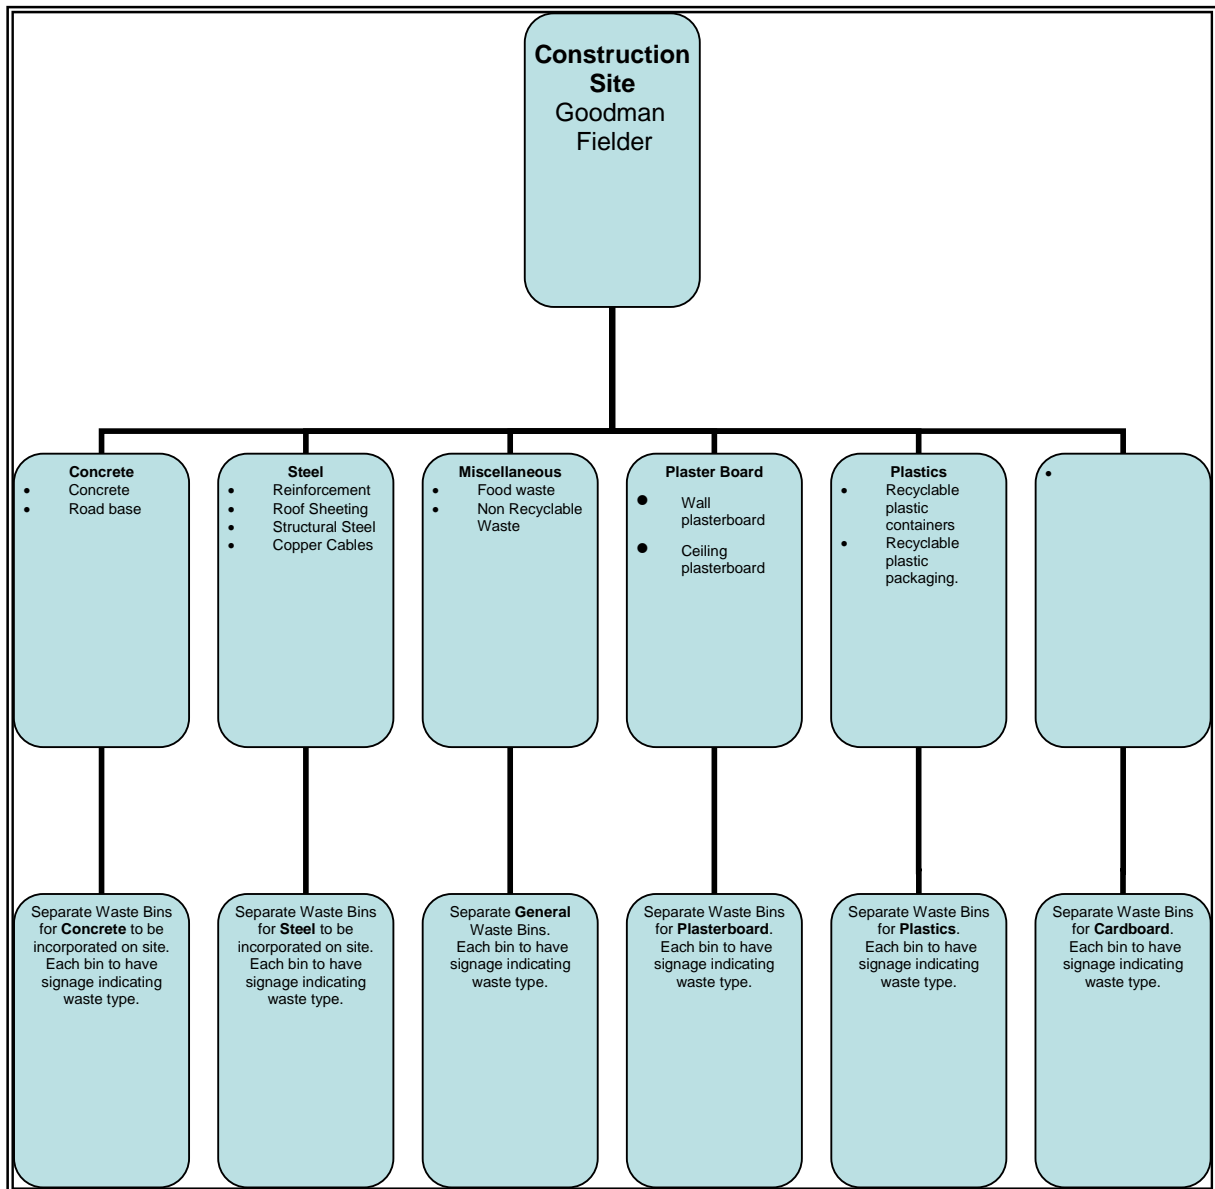 Construction
Site
Goodman
Fielder
Concrete
• Concrete
• Road base
Steel
• Reinforcement
• Roof Sheeting
• Structural Steel
• Copper Cables
Miscellaneous
• Food waste
• Non Recyclable
Waste
Plaster Board
• Wall
plasterboard
• Ceiling
plasterboard
Plastics
• Recyclable
plastic
containers
• Recyclable
plastic
packaging.
•
Separate Waste Bins
for Concrete to be
incorporated on site.
Each bin to have
signage indicating
waste type.
Separate Waste Bins
for Steel to be
incorporated on site.
Each bin to have
signage indicating
waste type.
Separate General
Waste Bins.
Each bin to have
signage indicating
waste type.
Separate Waste Bins
for Plasterboard.
Each bin to have
signage indicating
waste type.
Separate Waste Bins
for Plastics.
Each bin to have
signage indicating
waste type.
Separate Waste Bins
for Cardboard.
Each bin to have
signage indicating
waste type.